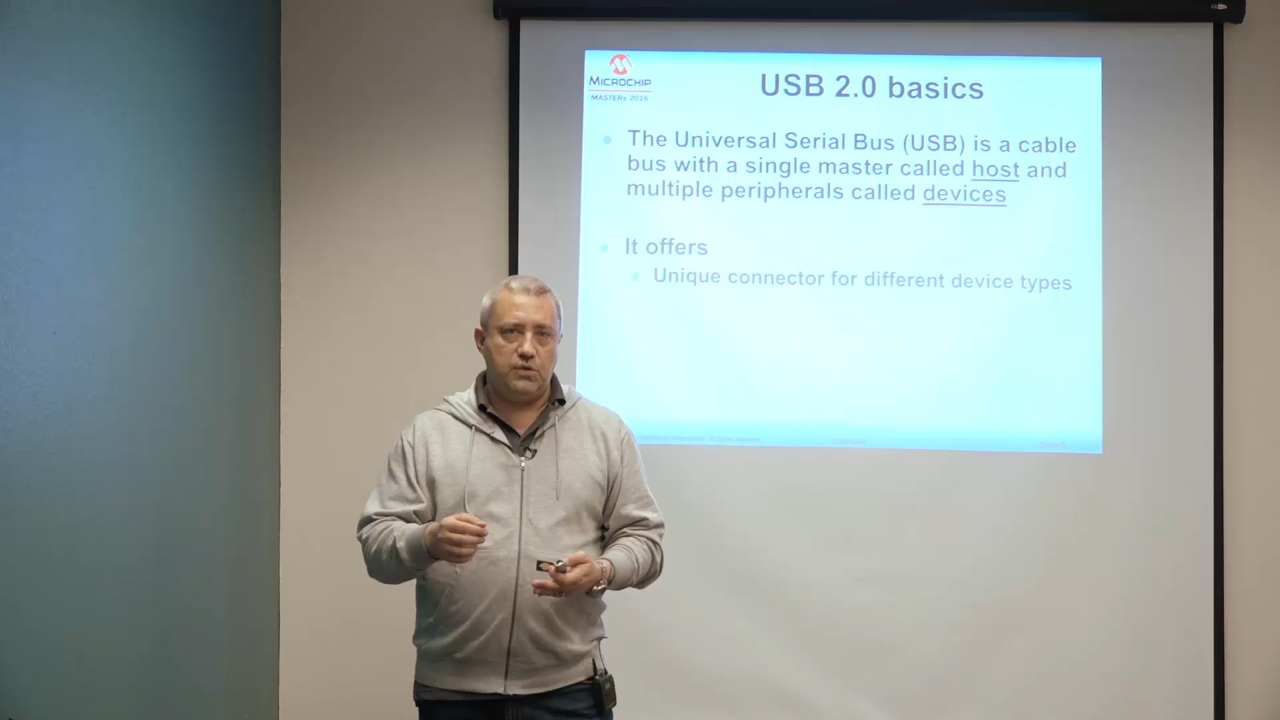 MICROCHIP
MASTERs 2016
USB 2.0 basics
The Universal Serial Bus (USB) is a cable
bus with a single master called host and
multiple peripherals called devices
It offers
Unique connector for different device types